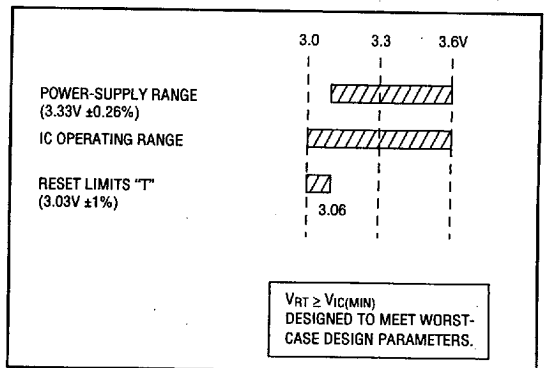 3.0 3.3 3.6V
POWER-SUPPLY RANGE
(3.33V ±0.26%)
IC OPERATING RANGE
RESET LIMITS "T"
(3.03V ±1%)
3.06
VRT ≥ VIC(MIN)
DESIGNED TO MEET WORST-
CASE DESIGN PARAMETERS.